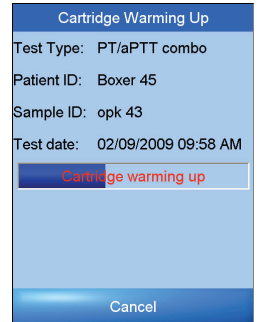 Cartridge Warming Up
Test Type: PT/aPTT combo
Patient ID: Boxer 45
Sample ID: opk 43
Test date: 02/09/2009 09:58 AM
Cartridge warming up
Cancel